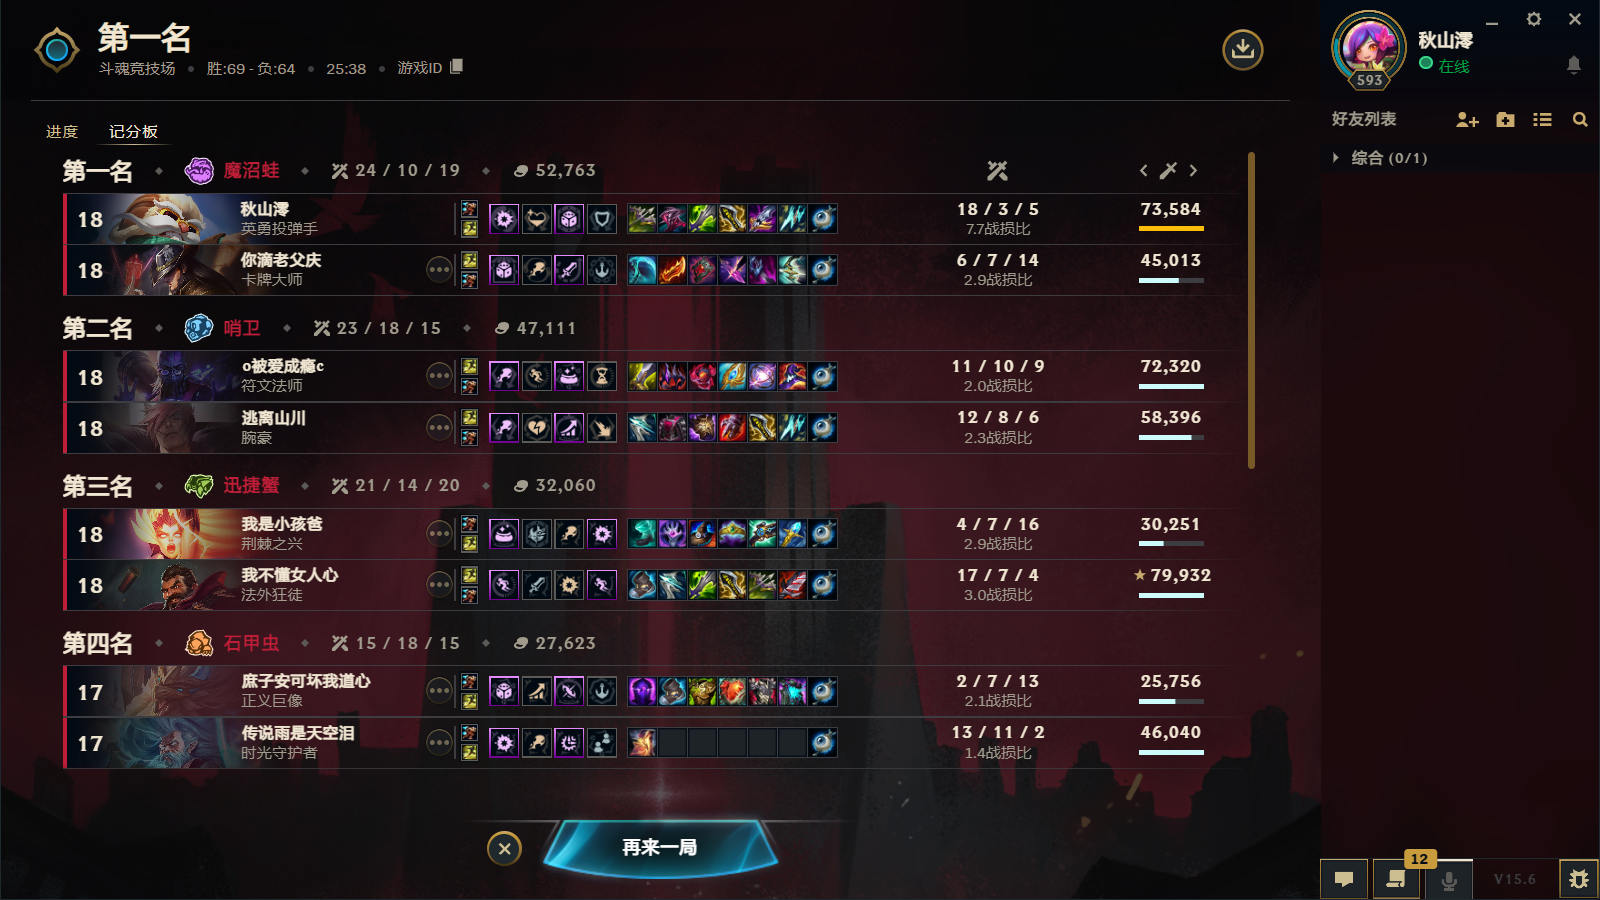 第一名
斗魂竞技场 • 胜:69 - 负:64 • 25:38 • 游戏ID
进度 记分板
第一名 魔沼蛙 24 / 10 / 19 52,763
18 秋山澪 18 / 3 / 5 73,584
英勇投弹手 7.7战损比
18 你滴老父庆 6 / 7 / 14 45,013
卡牌大师 2.9战损比
第二名 哨卫 23 / 18 / 15 47,111
18 o被爱成瘾c 11 / 10 / 9 72,320
符文法师 2.0战损比
18 逃离山川 12 / 8 / 6 58,396
腕豪 2.3战损比
第三名 迅捷蟹 21 / 14 / 20 32,060
18 我是小孩爸 4 / 7 / 16 30,251
荆棘之兴 2.9战损比
18 我不懂女人心 17 / 7 / 4 79,932
法外狂徒 3.0战损比
第四名 石甲虫 15 / 18 / 15 27,623
17 庶子安可坏我道心 2 / 7 / 13 25,756
正义巨像 2.1战损比
17 传说雨是天空泪 13 / 11 / 2 46,040
时光守护者 1.4战损比
再来一局
秋山澪
在线
593
好友列表
综合 (0/1)
12
V15.6